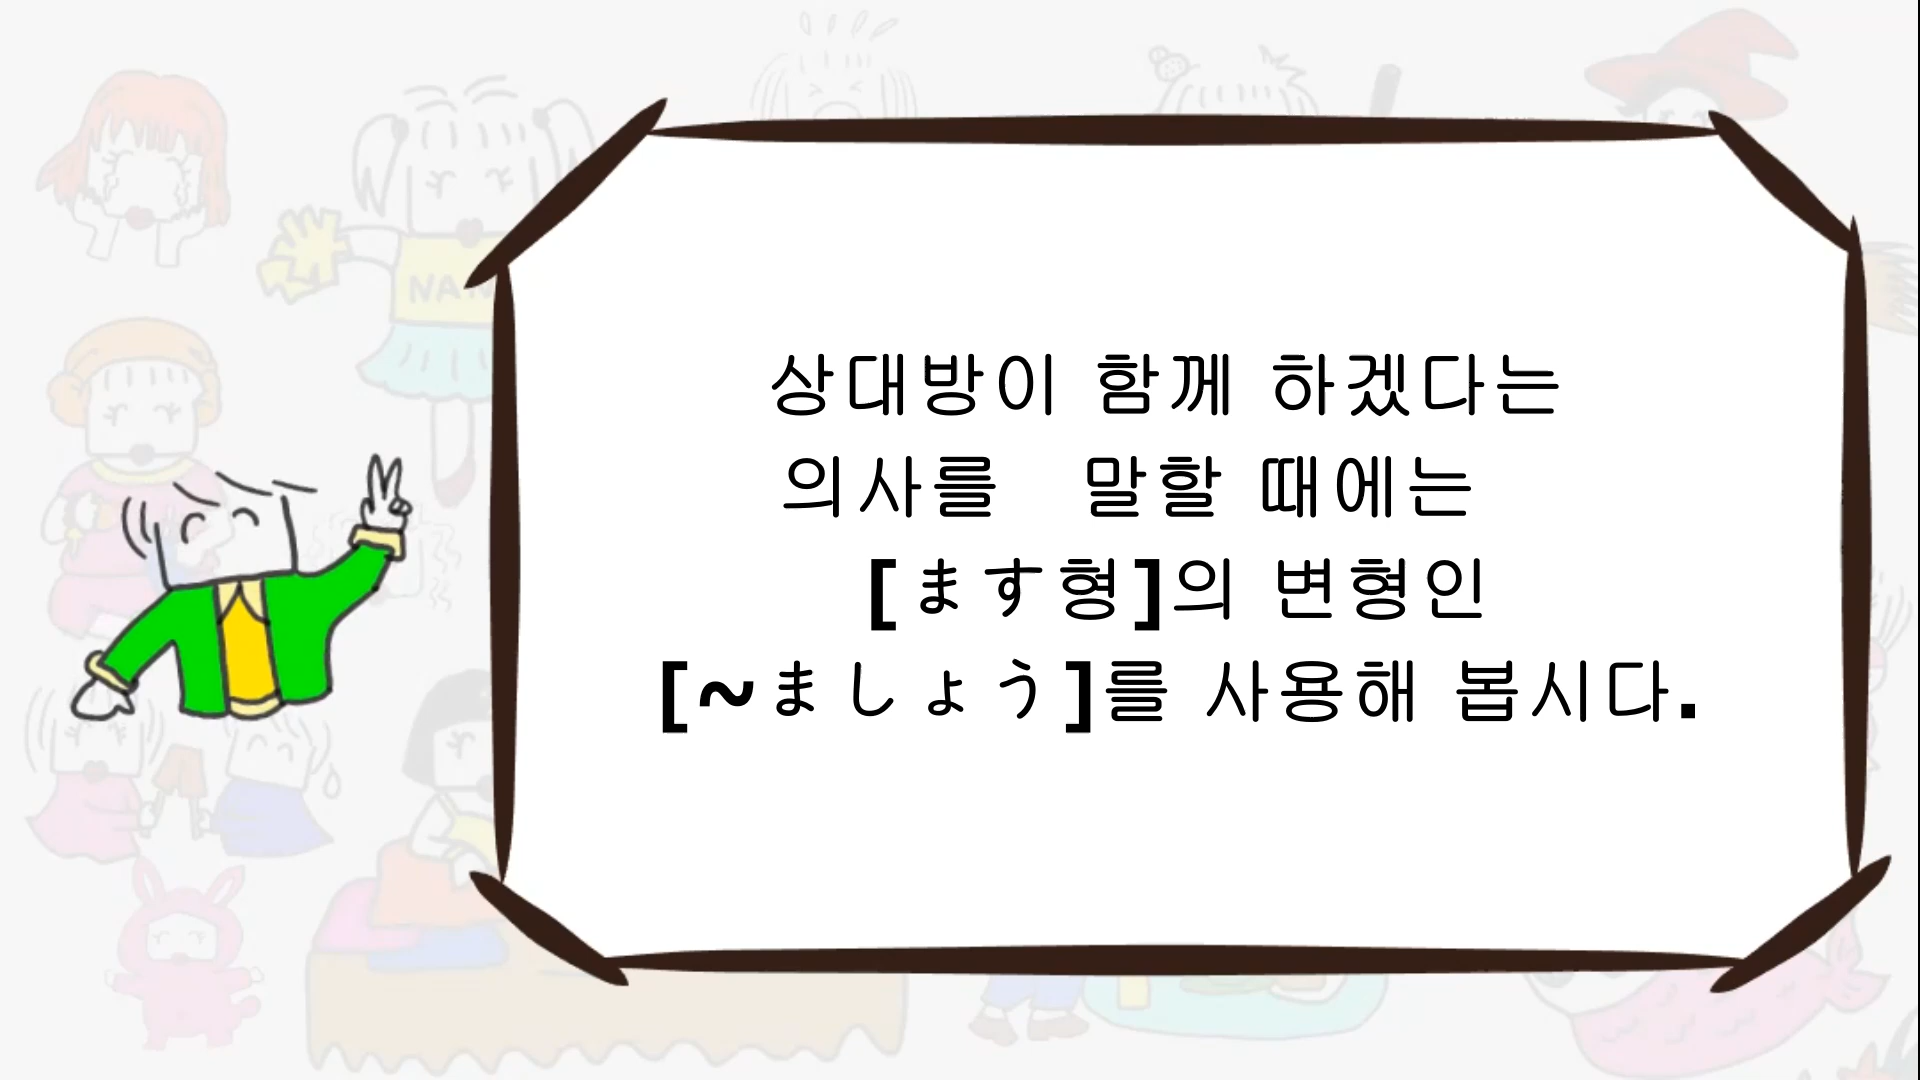 상대방이 함께 하겠다는
의사를 말할 때에는
[ます형]의 변형인
[~ましょう]를 사용해 봅시다.